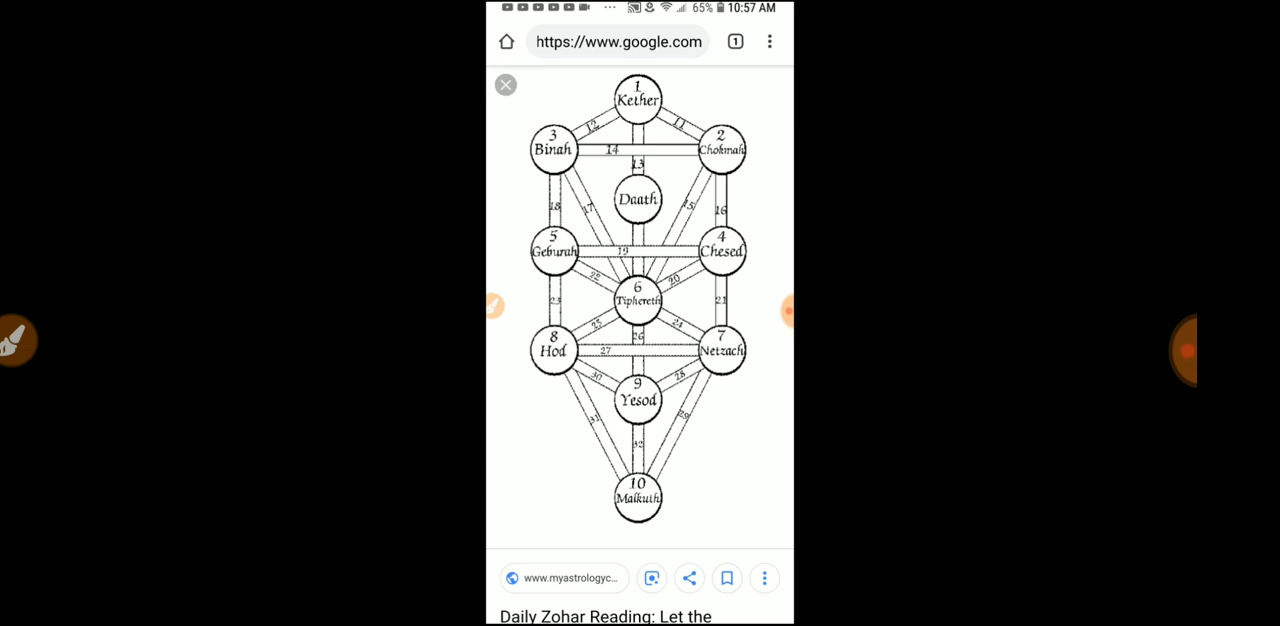 65% 10:57 AM
https://www.google.com
1
1
Kether
12
11
3
Binah
2
Chokmah
14
13
Daath
18
17
15
16
5
Geburah
4
Chesed
19
22
20
6
Tiphereth
23
21
25
24
8
Hod
26
7
Netzach
27
30
28
9
Yesod
31
29
32
10
Malkuth
www.myastrologyc...
Daily Zohar Reading: Let the